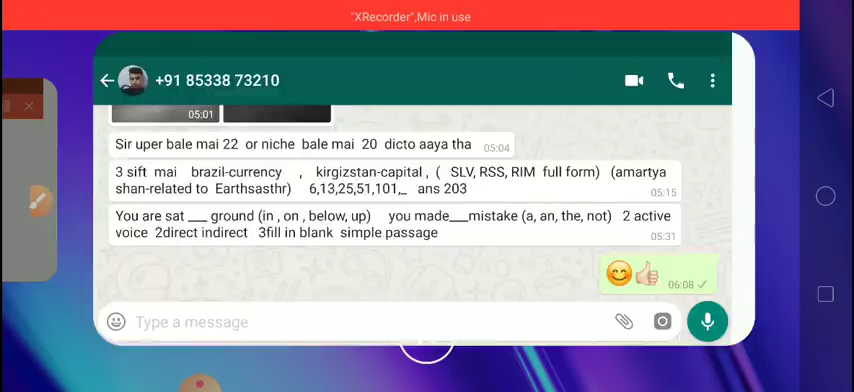 "XRecorder",Mic in use
+91 85338 73210
05:01
Sir uper bale mai 22 or niche bale mai 20 dicto aaya tha 05:04
3 sift mai brazil-currency , kirgizstan-capital , ( SLV, RSS, RIM full form) (amartya
shan-related to Earthsasthr) 6,13,25,51,101,_ ans 203
05:15
You are sat ___ ground (in , on , below, up) you made___mistake (a, an, the, not) 2 active
voice 2direct indirect 3fill in blank simple passage
05:31
06:08
Type a message